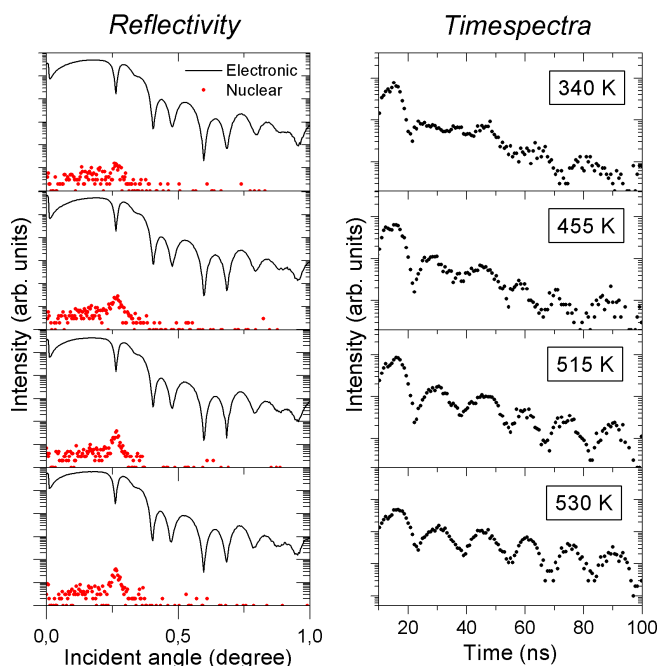 Reflectivity
Timespectra
Electronic
Nuclear
340 K
455 K
515 K
530 K
Intensity (arb. units)
Intensity (arb. units)
0,0 0,5 1,0
20 40 60 80 100
Incident angle (degree)
Time (ns)